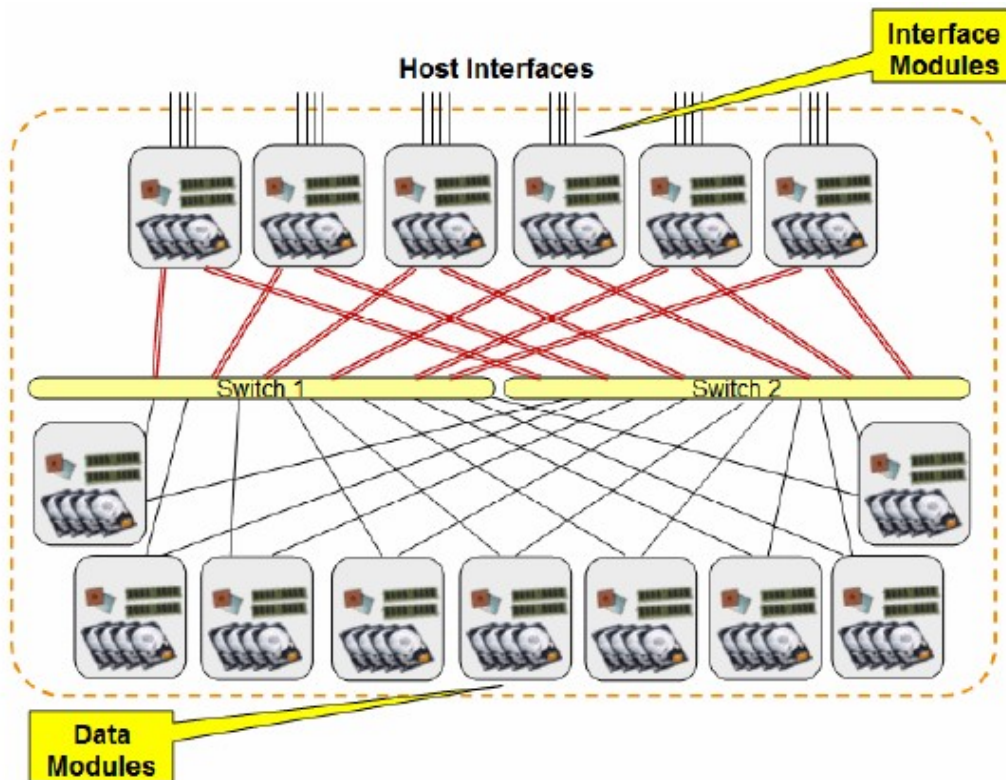 Interface
Modules
Host Interfaces
Switch 1
Switch 2
Data
Modules